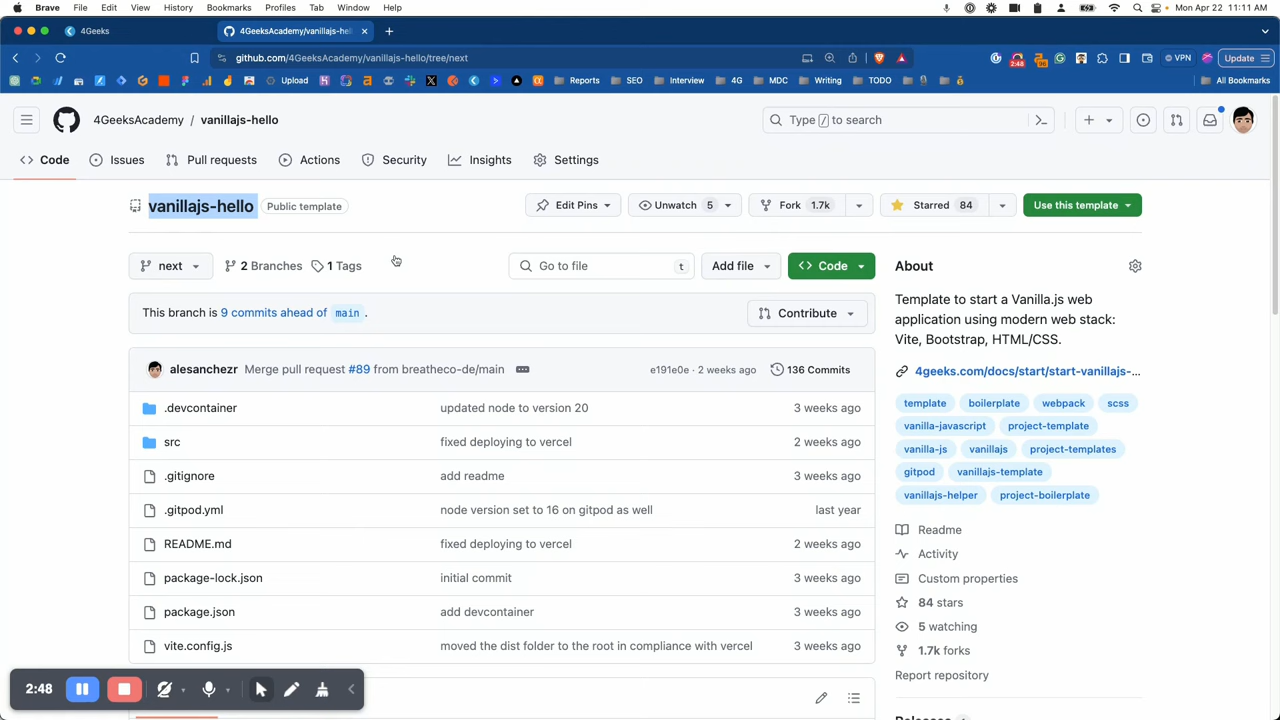 Brave File Edit View History Bookmarks Profiles Tab Window Help Mon Apr 22 11:11 AM
4Geeks 4GeeksAcademy/vanillajs-hell
github.com/4GeeksAcademy/vanillajs-hello/tree/next 2:48 96 VPN Update
Upload Reports SEO Interview 4G MDC Writing TODO All Bookmarks
4GeeksAcademy / vanillajs-hello Type / to search
Code Issues Pull requests Actions Security Insights Settings
vanillajs-hello Public template Edit Pins Unwatch 5 Fork 1.7k Starred 84 Use this template
next 2 Branches 1 Tags Go to file t Add file Code About
Template to start a Vanilla.js web
application using modern web stack:
Vite, Bootstrap, HTML/CSS.
This branch is 9 commits ahead of main . Contribute
alesanchezr Merge pull request #89 from breatheco-de/main e191e0e · 2 weeks ago 136 Commits
4geeks.com/docs/start/start-vanillajs-...
.devcontainer updated node to version 20 3 weeks ago
template boilerplate webpack scss
vanilla-javascript project-template
src fixed deploying to vercel 2 weeks ago
vanilla-js vanillajs project-templates
.gitignore add readme 3 weeks ago
gitpod vanillajs-template
vanillajs-helper project-boilerplate
.gitpod.yml node version set to 16 on gitpod as well last year
Readme
README.md fixed deploying to vercel 2 weeks ago
Activity
package-lock.json initial commit 3 weeks ago
Custom properties
84 stars
package.json add devcontainer 3 weeks ago
5 watching
vite.config.js moved the dist folder to the root in compliance with vercel 3 weeks ago
1.7k forks
Report repository
2:48